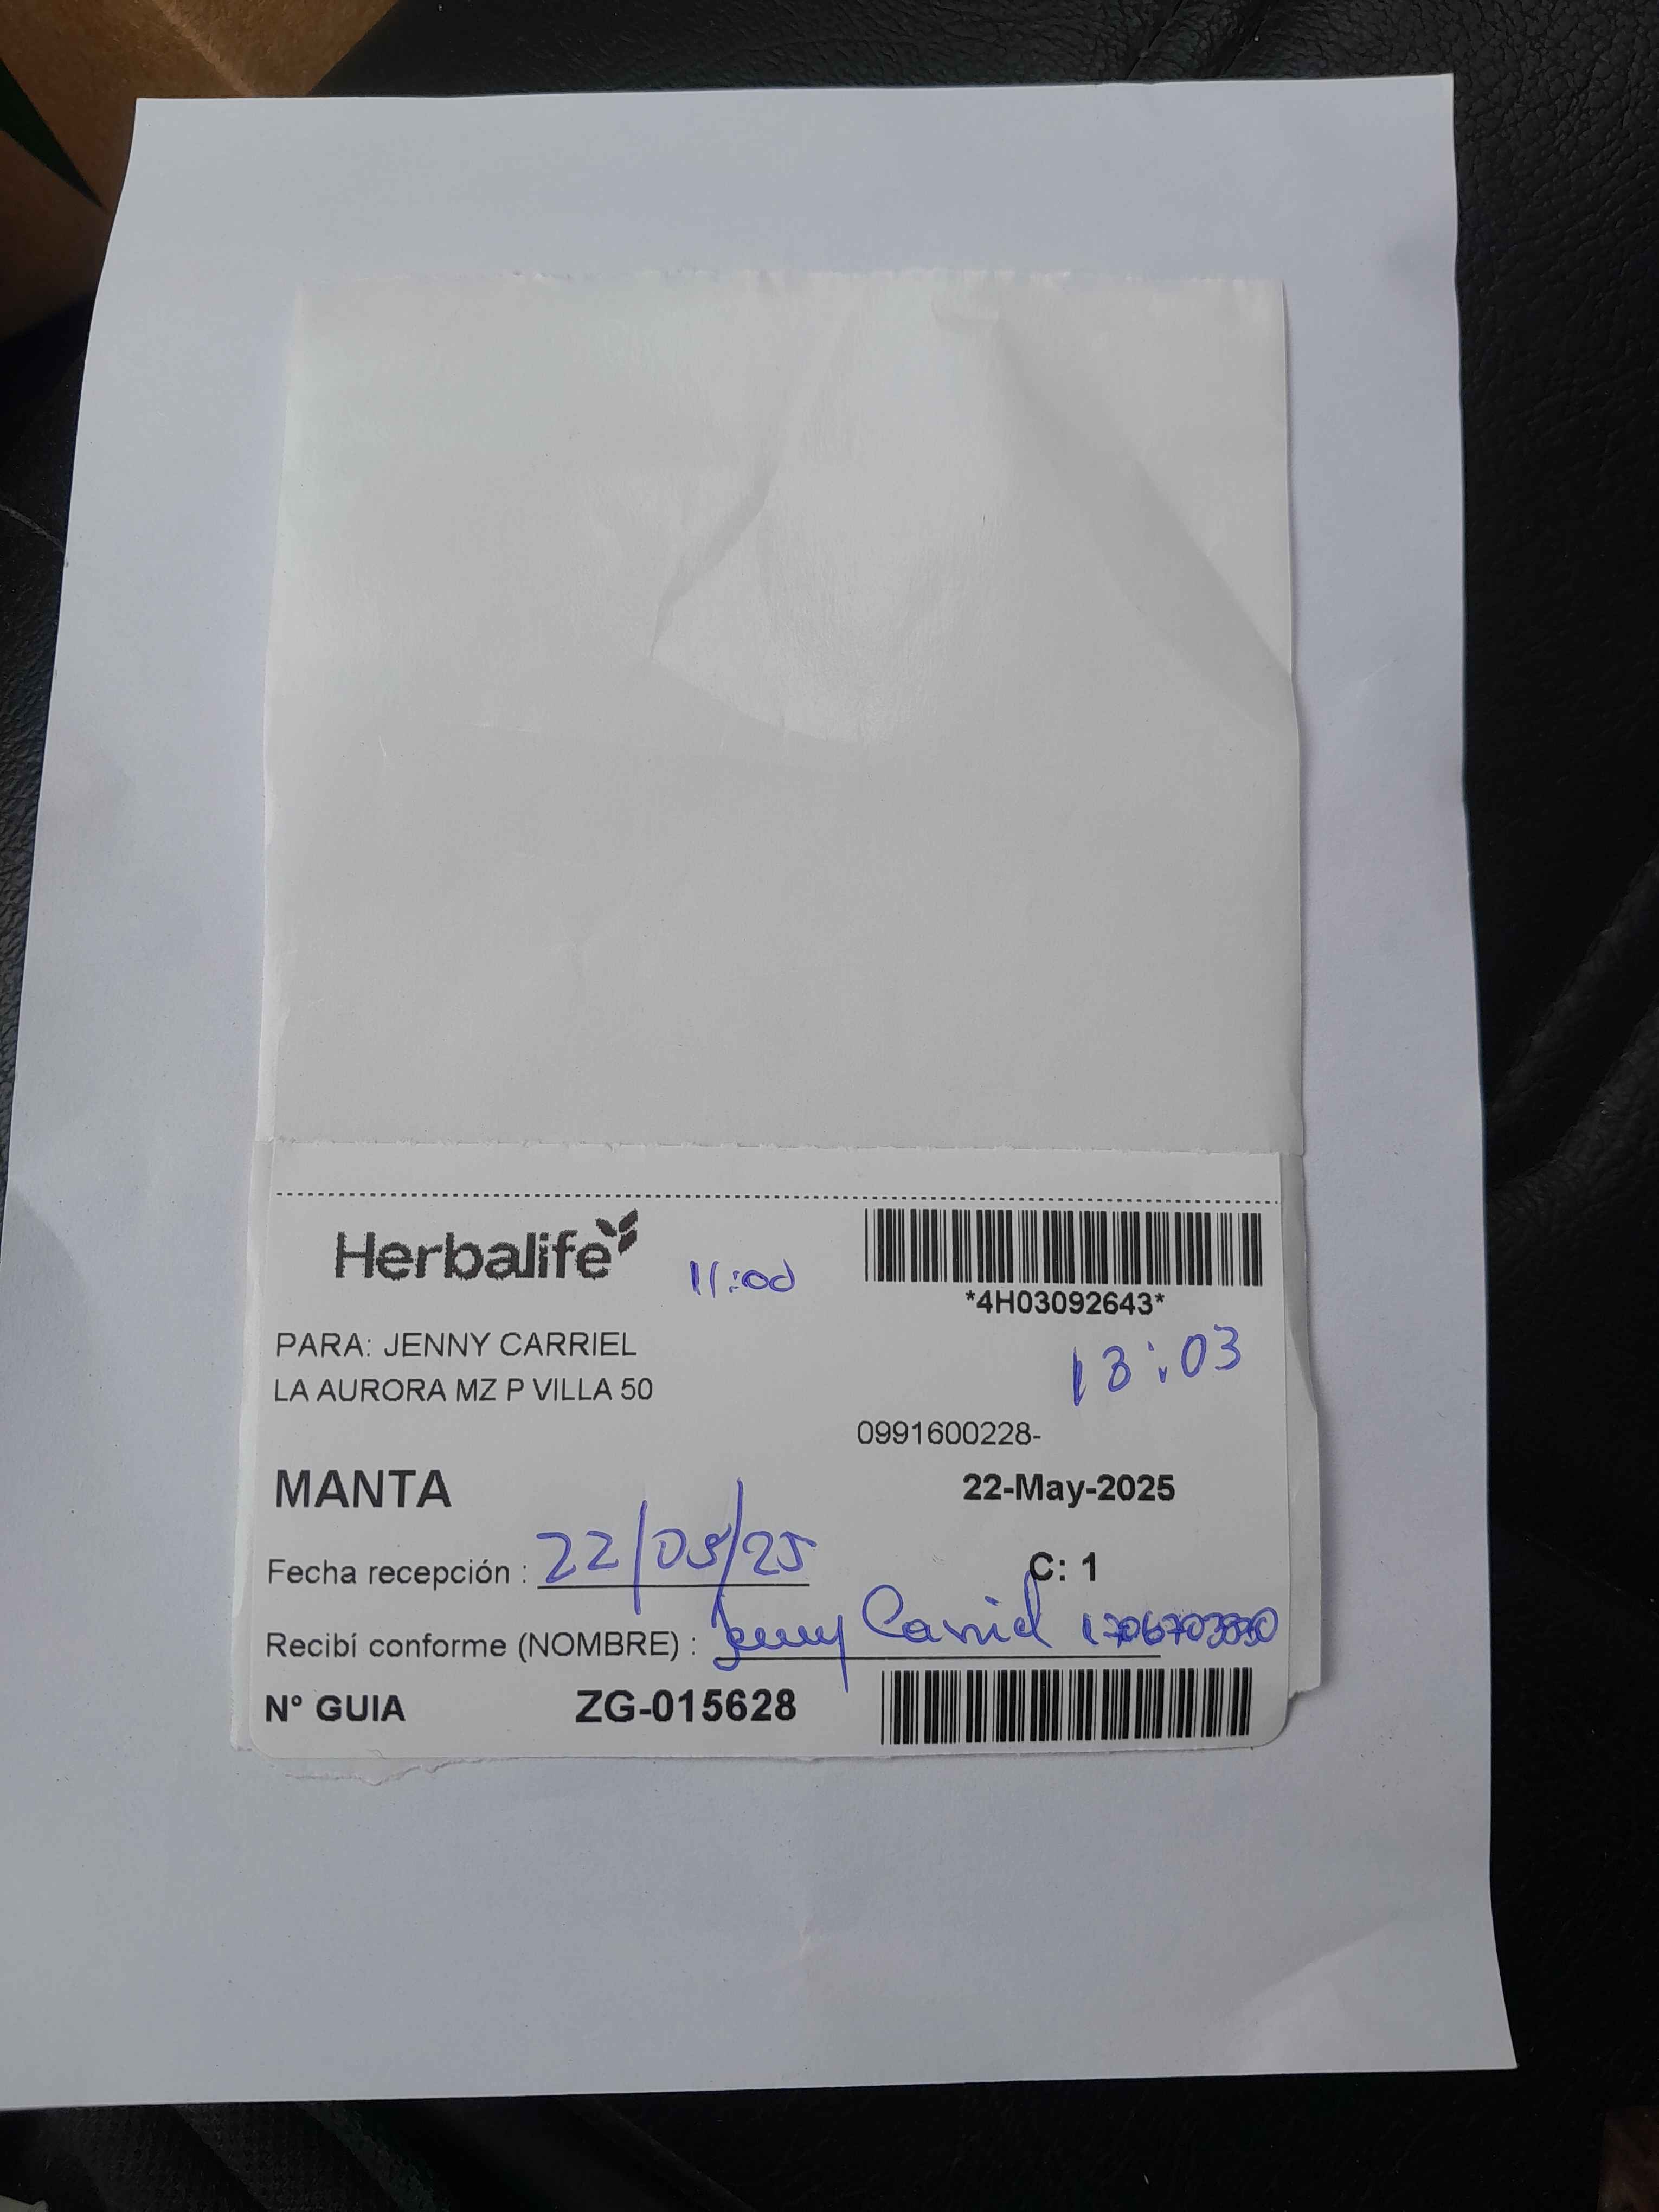 Herbalife
11:00
*4H03092643*
PARA: JENNY CARRIEL
13:03
LA AURORA MZ P VILLA 50
0991600228-
MANTA
22-May-2025
Fecha recepción : 22/05/25
C: 1
Recibí conforme (NOMBRE) : Jenny Carriel
N° GUIA ZG-015628